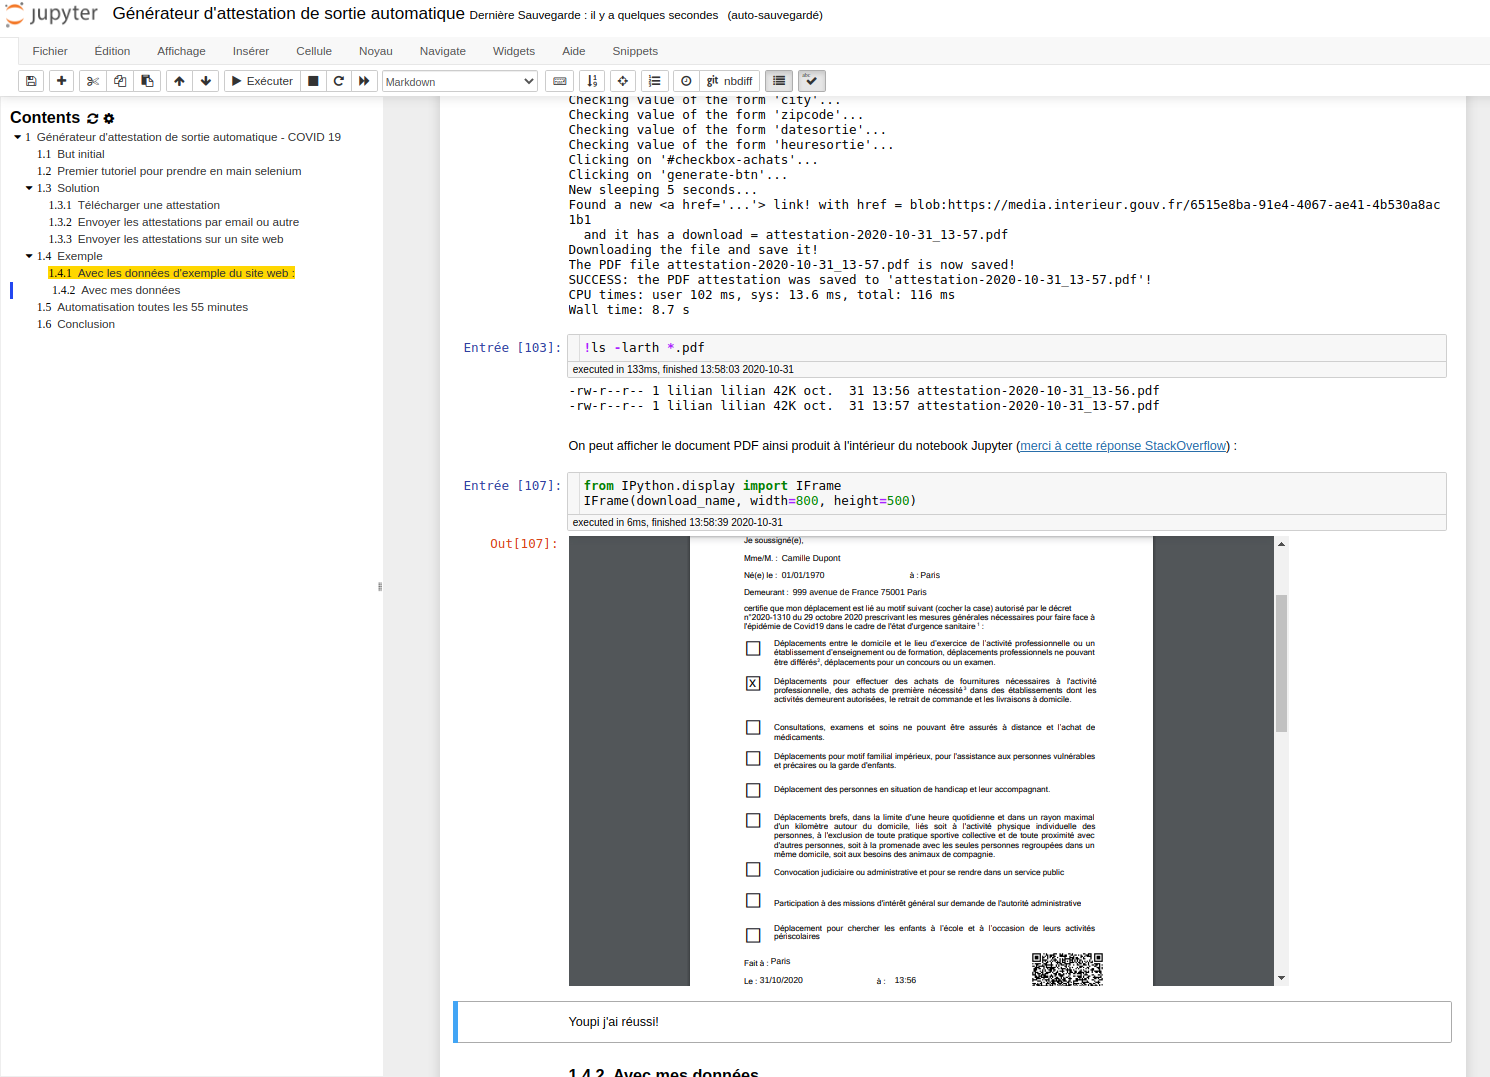 jupyter Générateur d'attestation de sortie automatique Dernière Sauvegarde : il y a quelques secondes (auto-sauvegardé)
Fichier Édition Affichage Insérer Cellule Noyau Navigate Widgets Aide Snippets
Exécuter Markdown git nbdiff
Contents
1 Générateur d'attestation de sortie automatique - COVID 19
1.1 But initial
1.2 Premier tutoriel pour prendre en main selenium
1.3 Solution
1.3.1 Télécharger une attestation
1.3.2 Envoyer les attestations par email ou autre
1.3.3 Envoyer les attestations sur un site web
1.4 Exemple
1.4.1 Avec les données d'exemple du site web :
1.4.2 Avec mes données
1.5 Automatisation toutes les 55 minutes
1.6 Conclusion
Checking value of the form 'city'...
Checking value of the form 'zipcode'...
Checking value of the form 'datesortie'...
Checking value of the form 'heuresortie'...
Clicking on '#checkbox-achats'...
Clicking on 'generate-btn'...
New sleeping 5 seconds...
Found a new <a href='...'> link! with href = blob:https://media.interieur.gouv.fr/6515e8ba-91e4-4067-ae41-4b530a8ac
1b1
and it has a download = attestation-2020-10-31_13-57.pdf
Downloading the file and save it!
The PDF file attestation-2020-10-31_13-57.pdf is now saved!
SUCCESS: the PDF attestation was saved to 'attestation-2020-10-31_13-57.pdf'!
CPU times: user 102 ms, sys: 13.6 ms, total: 116 ms
Wall time: 8.7 s
Entrée [103]: !ls -larth *.pdf
executed in 133ms, finished 13:58:03 2020-10-31
-rw-r--r-- 1 lilian lilian 42K oct. 31 13:56 attestation-2020-10-31_13-56.pdf
-rw-r--r-- 1 lilian lilian 42K oct. 31 13:57 attestation-2020-10-31_13-57.pdf
On peut afficher le document PDF ainsi produit à l'intérieur du notebook Jupyter (merci à cette réponse StackOverflow) :
Entrée [107]: from IPython.display import IFrame
IFrame(download_name, width=800, height=500)
executed in 6ms, finished 13:58:39 2020-10-31
Out[107]:
Je soussigné(e),
Mme/M. : Camille Dupont
Né(e) le : 01/01/1970 à : Paris
Demeurant : 999 avenue de France 75001 Paris
certifie que mon déplacement est lié au motif suivant (cocher la case) autorisé par le décret
n°2020-1310 du 29 octobre 2020 prescrivant les mesures générales nécessaires pour faire face à
l'épidémie de Covid19 dans le cadre de l'état d'urgence sanitaire 1 :
Déplacements entre le domicile et le lieu d'exercice de l'activité professionnelle ou un
établissement d'enseignement ou de formation, déplacements professionnels ne pouvant
être différés2, déplacements pour un concours ou un examen.
X Déplacements pour effectuer des achats de fournitures nécessaires à l'activité
professionnelle, des achats de première nécessité3 dans des établissements dont les
activités demeurent autorisées, le retrait de commande et les livraisons à domicile.
Consultations, examens et soins ne pouvant être assurés à distance et l'achat de
médicaments.
Déplacements pour motif familial impérieux, pour l'assistance aux personnes vulnérables
et précaires ou la garde d'enfants.
Déplacement des personnes en situation de handicap et leur accompagnant.
Déplacements brefs, dans la limite d'une heure quotidienne et dans un rayon maximal
d'un kilomètre autour du domicile, liés soit à l'activité physique individuelle des
personnes, à l'exclusion de toute pratique sportive collective et de toute proximité avec
d'autres personnes, soit à la promenade avec les seules personnes regroupées dans un
même domicile, soit aux besoins des animaux de compagnie.
Convocation judiciaire ou administrative et pour se rendre dans un service public
Participation à des missions d'intérêt général sur demande de l'autorité administrative
Déplacement pour chercher les enfants à l'école et à l'occasion de leurs activités
périscolaires
Fait à : Paris
Le : 31/10/2020 à : 13:56
Youpi j'ai réussi!
1.4.2 Avec mes données